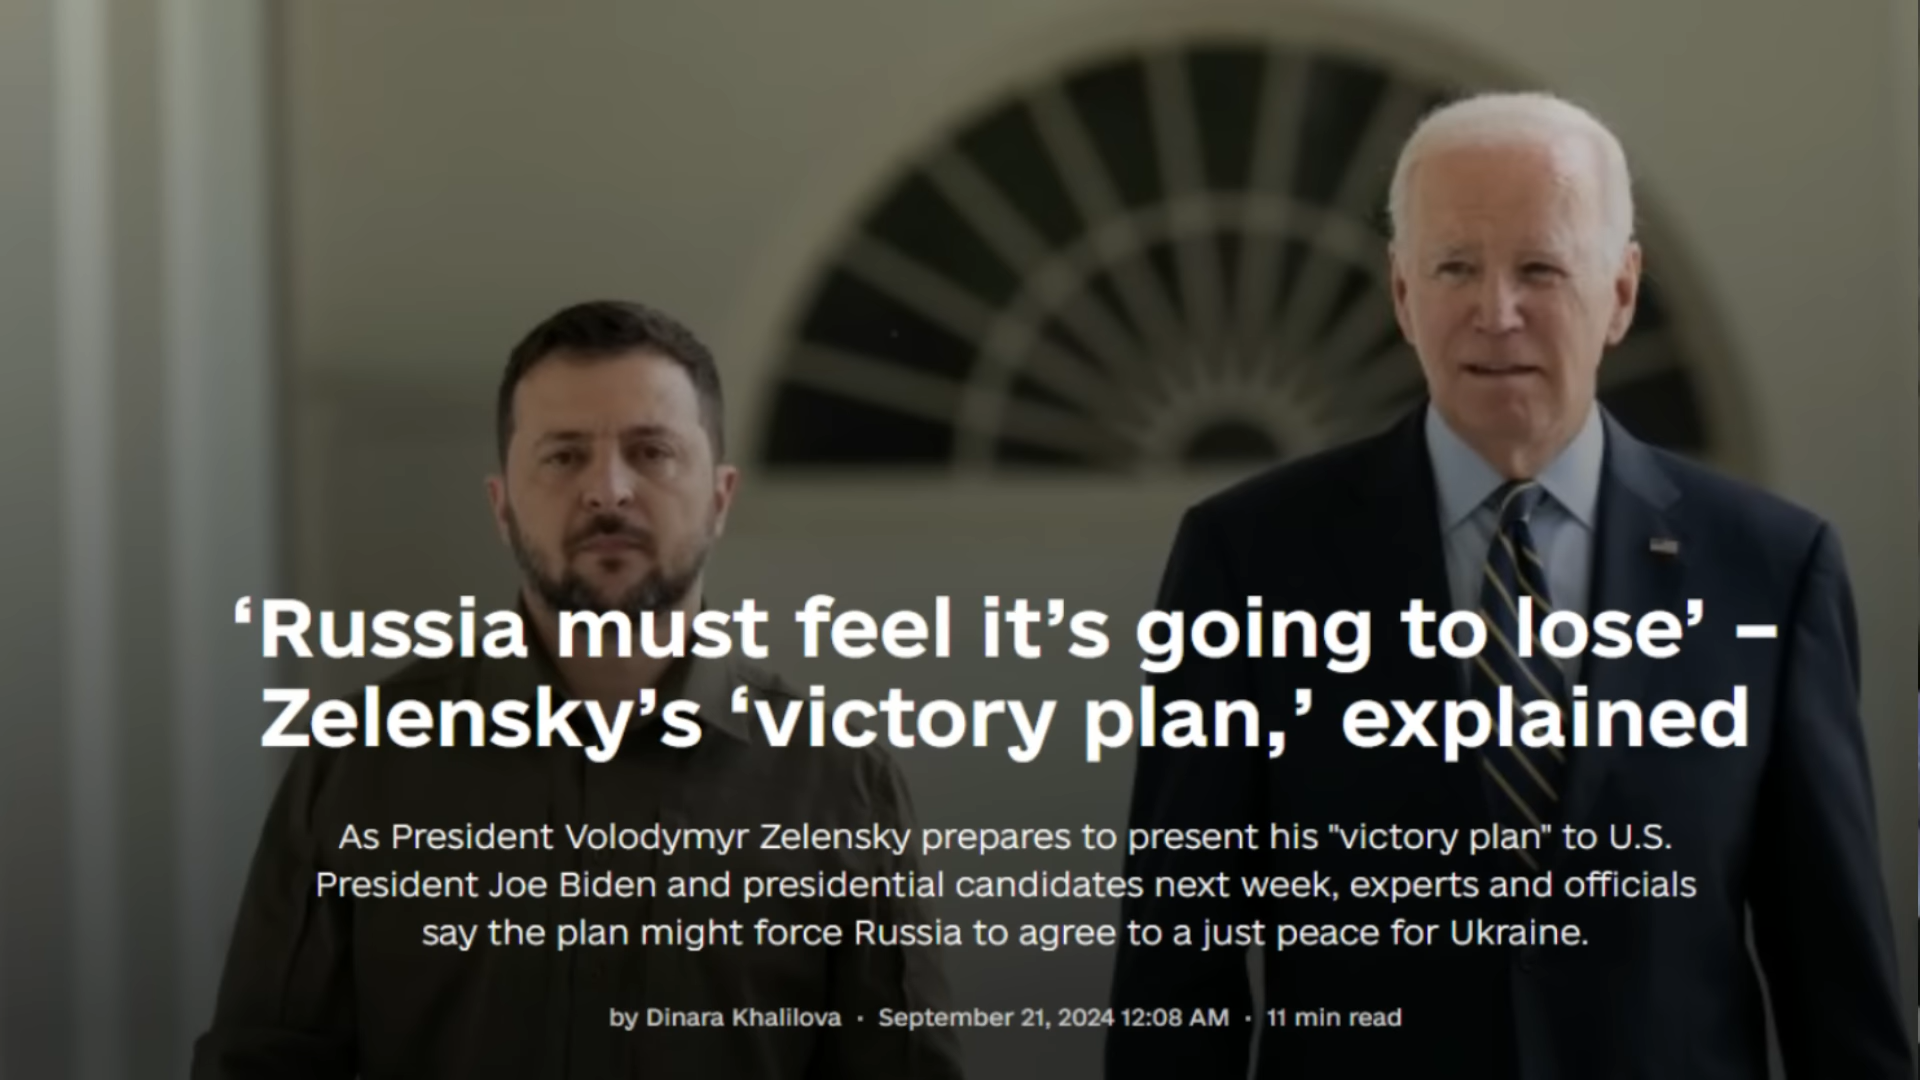 ‘Russia must feel it’s going to lose’ –
Zelensky’s ‘victory plan,’ explained
As President Volodymyr Zelensky prepares to present his "victory plan" to U.S.
President Joe Biden and presidential candidates next week, experts and officials
say the plan might force Russia to agree to a just peace for Ukraine.
by Dinara Khalilova · September 21, 2024 12:08 AM · 11 min read